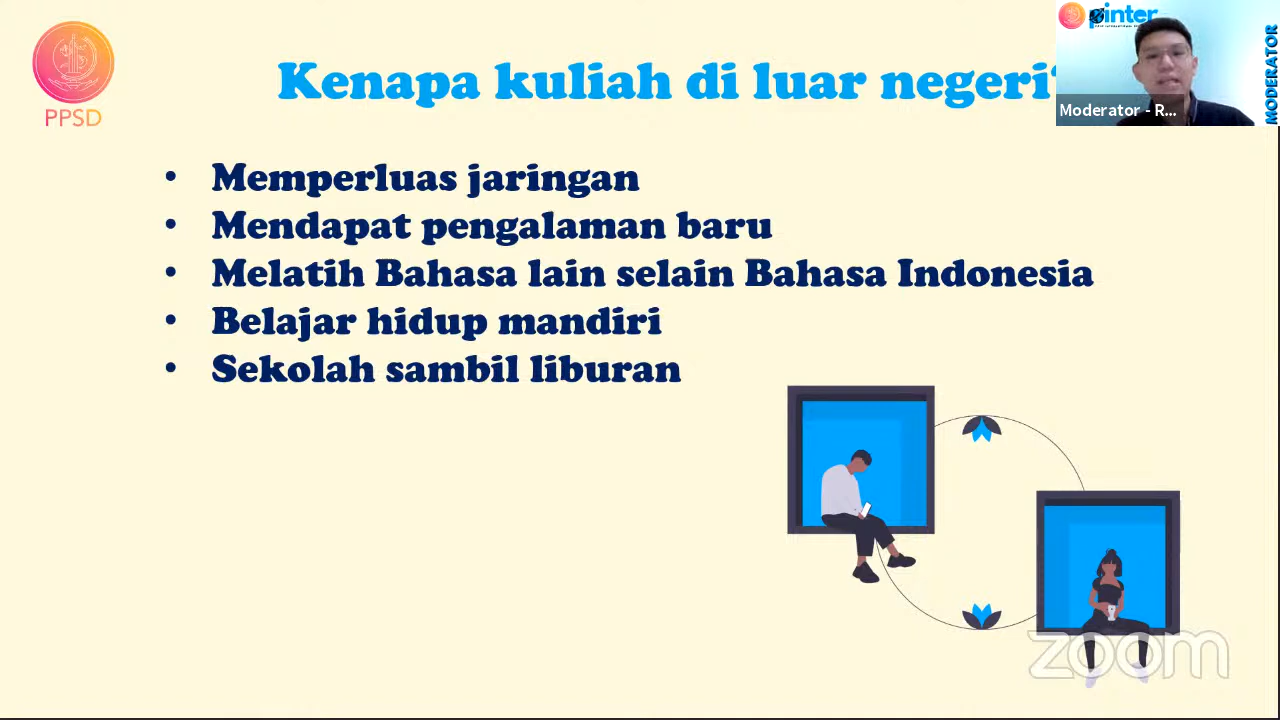 PPSD
Kenapa kuliah di luar negeri?
pinter
MODERATOR
Moderator - R...
• Memperluas jaringan
• Mendapat pengalaman baru
• Melatih Bahasa lain selain Bahasa Indonesia
• Belajar hidup mandiri
• Sekolah sambil liburan
zoom